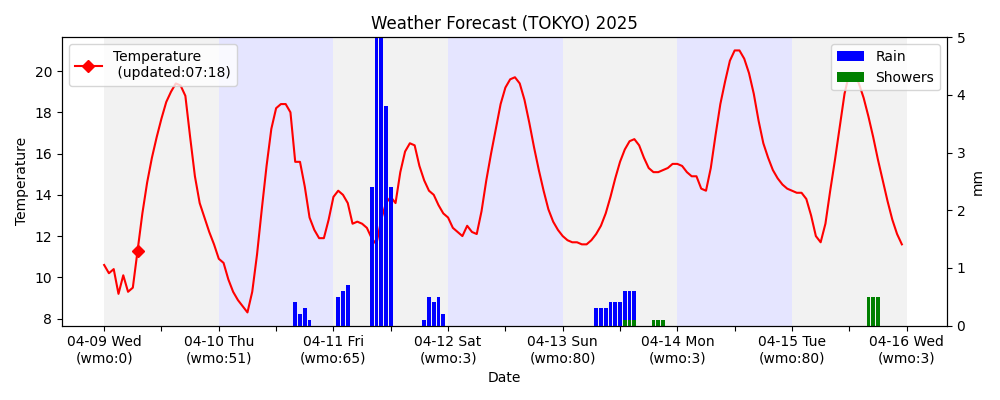 Weather Forecast (TOKYO) 2025
Temperature
(updated:07:18)
Rain
Showers
Temperature
20
18
16
14
12
10
8
5
4
3
2
1
0
mm
04-09 Wed
(wmo:0)
04-10 Thu
(wmo:51)
04-11 Fri
(wmo:65)
04-12 Sat
(wmo:3)
04-13 Sun
(wmo:80)
04-14 Mon
(wmo:3)
04-15 Tue
(wmo:80)
04-16 Wed
(wmo:3)
Date